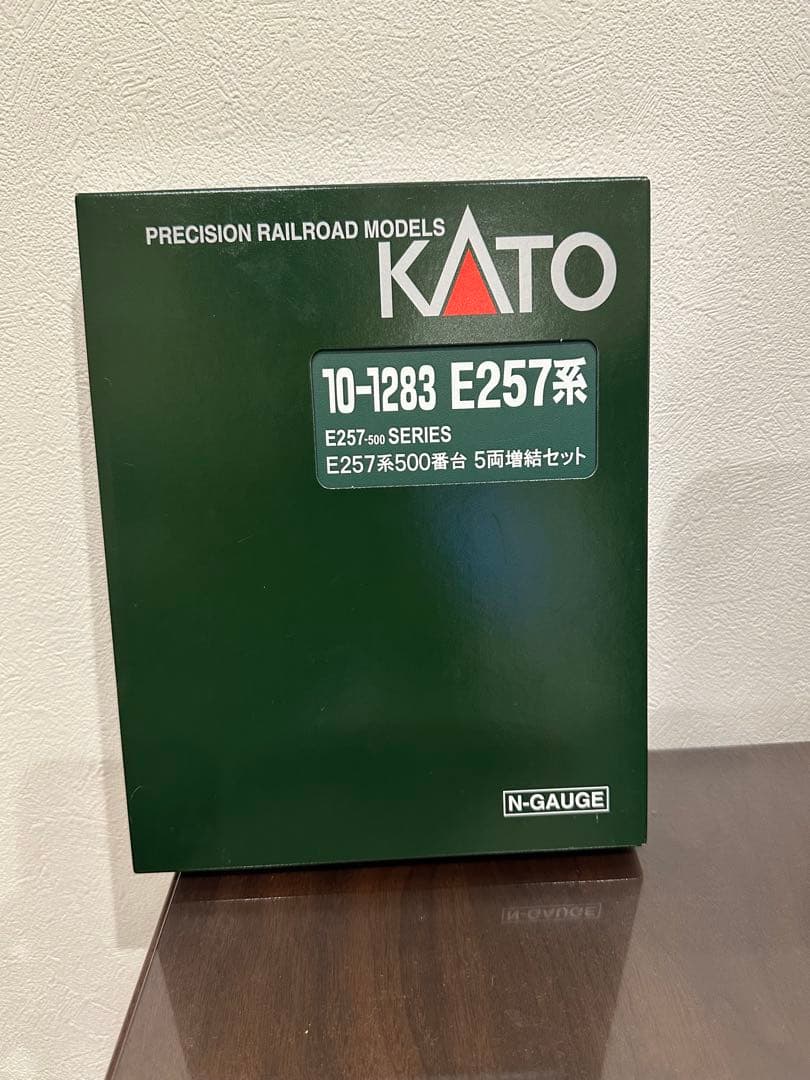 PRECISION RAILROAD MODELS
KATO
10-1283 E257系
E257-500 SERIES
E257系500番台 5両増結セット
N-GAUGE